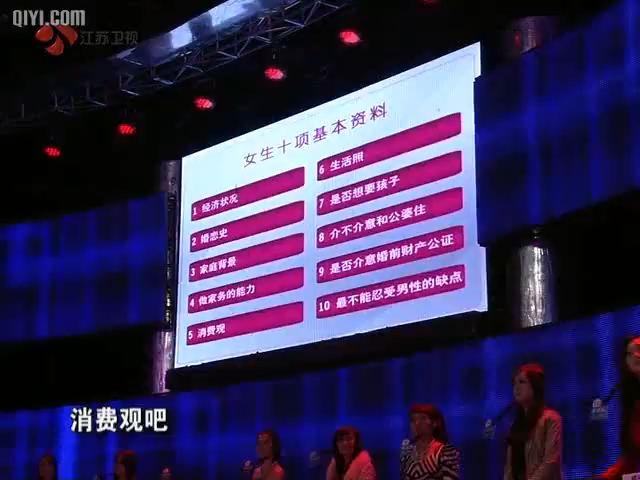 QIYI.com
江苏卫视
女生十项基本资料
1 经济状况
2 婚恋史
3 家庭背景
4 做家务的能力
5 消费观
6 生活照
7 是否想要孩子
8 介不介意和公婆住
9 是否介意婚前财产公证
10 最不能忍受男性的缺点
消费观吧